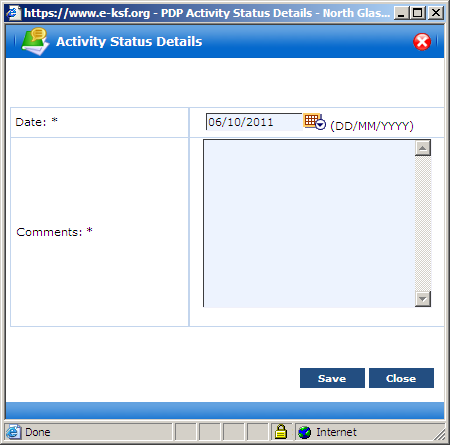 https://www.e-ksf.org - PDP Activity Status Details - North Glas...
Activity Status Details
Date: * 06/10/2011 (DD/MM/YYYY)
Comments: *
Save Close
Done Internet